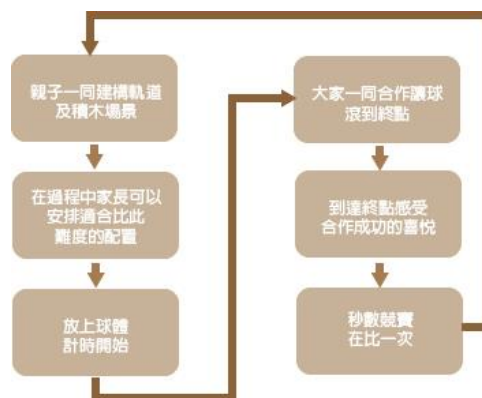 親子一同建構軌道
及積木場景
在過程中家長可以
安排適合比此
難度的配置
放上球體
計時開始
大家一同合作讓球
滾到終點
到達終點感受
合作成功的喜悅
秒數競賽
在比一次